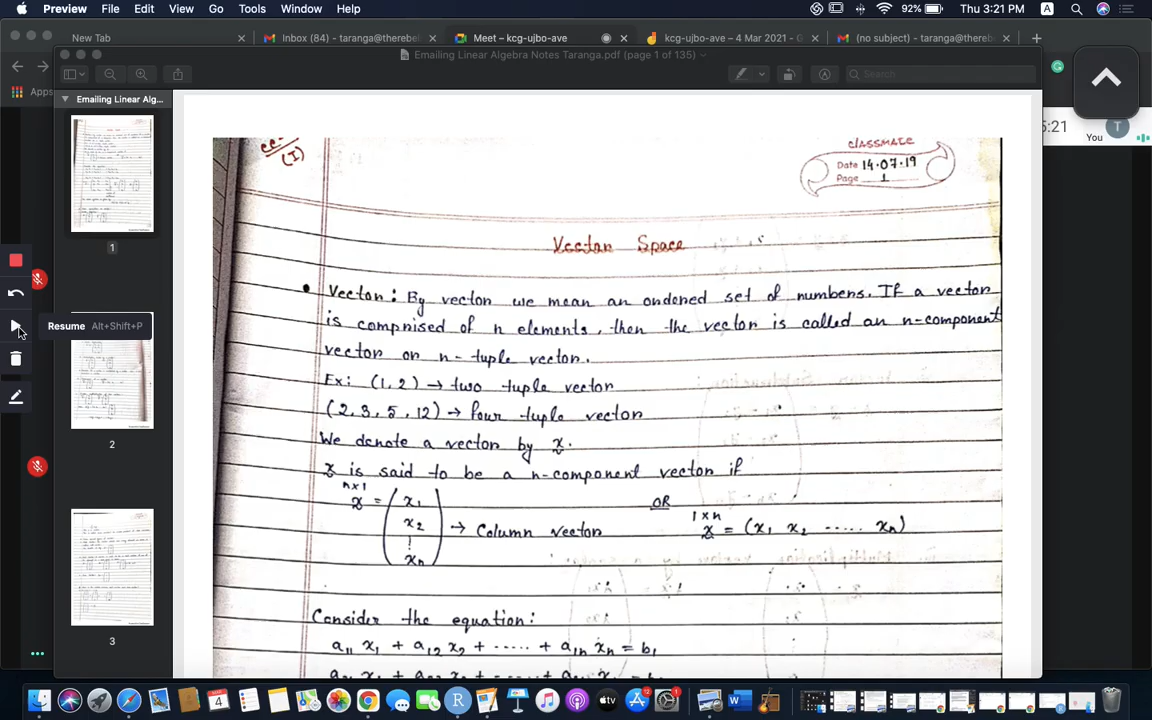 Preview File Edit View Go Tools Window Help 92% Thu 3:21 PM
New Tab Inbox (84) – taranga@therebel Meet – kcg-ujbo-ave kcg-ujbo-ave – 4 Mar 2021 - G (no subject) – taranga@thereb
Emailing Linear Algebra Notes Taranga.pdf (page 1 of 135)
Search
Apps
Emailing Linear Alg...
5:21
You T
1
2
3
Resume Alt+Shift+P
(I)
CLASSMATE
Date 14.07.19
Page 1
Vector Space
• Vector: By vector we mean an ordered set of numbers. If a vector
is comprised of n elements, then the vector is called an n-component
vector or n-tuple vector.
Ex: (1,2) → two tuple vector
(2,3,5,12) → four tuple vector
We denote a vector by x.
x is said to be a n-component vector if
n×1
x = ( x1 x2 ⋮ xn ) → Column vector OR 1×n x = (x1 x2 ..... xn)
Consider the equation:
a11 x1 + a12 x2 + ..... + a1n xn = b1